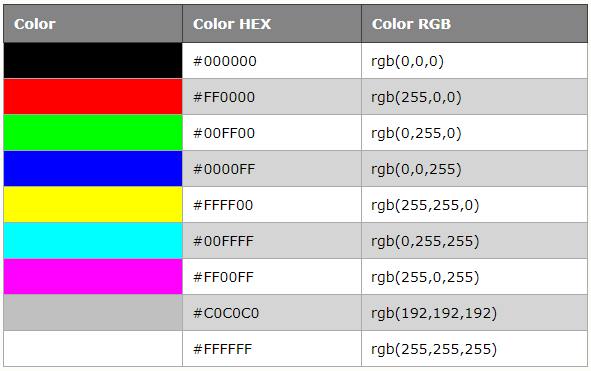 Color Color HEX Color RGB
#000000 rgb(0,0,0)
#FF0000 rgb(255,0,0)
#00FF00 rgb(0,255,0)
#0000FF rgb(0,0,255)
#FFFF00 rgb(255,255,0)
#00FFFF rgb(0,255,255)
#FF00FF rgb(255,0,255)
#C0C0C0 rgb(192,192,192)
#FFFFFF rgb(255,255,255)